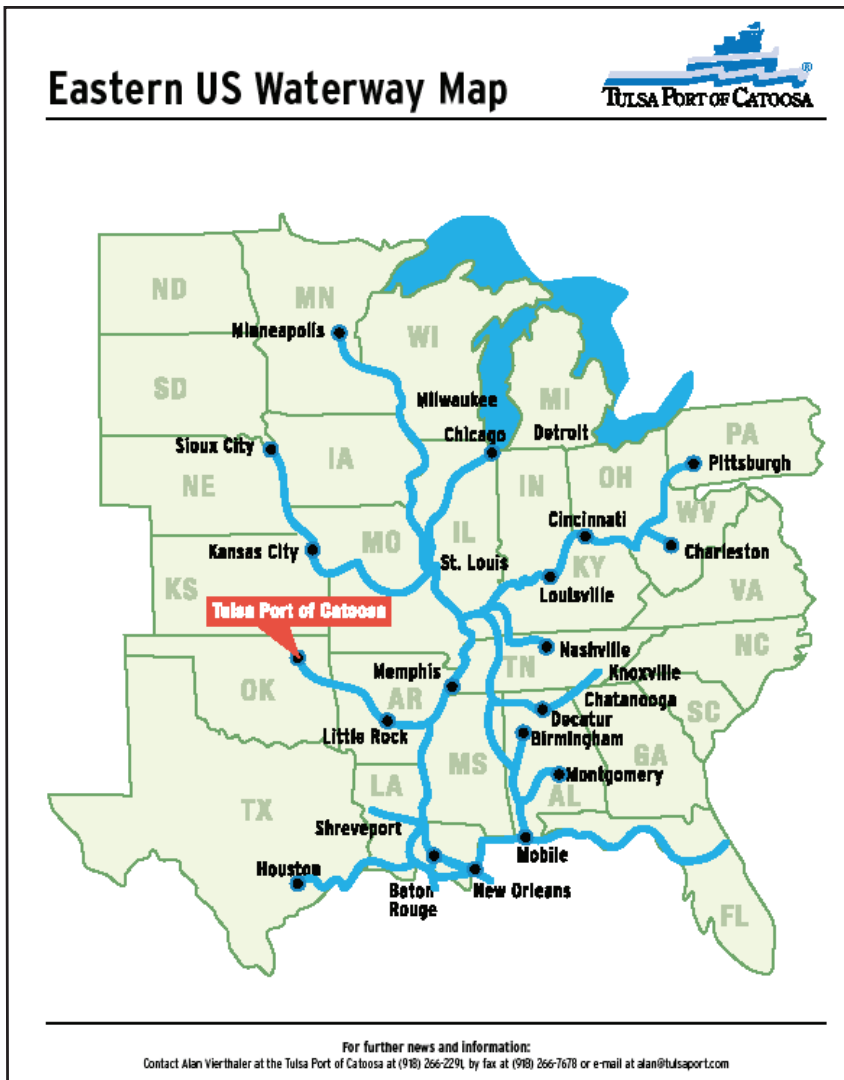 Eastern US Waterway Map
®
TULSA PORT OF CATOOSA
ND
MN
Minneapolis
WI
SD
Milwaukee
MI
Chicago
Detroit
PA
Sioux City
IA
Pittsburgh
NE
IN
OH
WV
Cincinnati
Kansas City
MO
IL
St. Louis
Charleston
KS
KY
Louisville
VA
Tulsa Port of Catoosa
NC
Nashville
TN
Memphis
Knoxville
OK
AR
Chatanooga
SC
Little Rock
Decatur
Birmingham
MS
GA
LA
Montgomery
AL
TX
Shreveport
Mobile
Houston
Baton
Rouge
New Orleans
FL
For further news and information:
Contact Alan Vierthaler at the Tulsa Port of Catoosa at (918) 266-2291, by fax at (918) 266-7678 or e-mail at alan@tulsaport.com